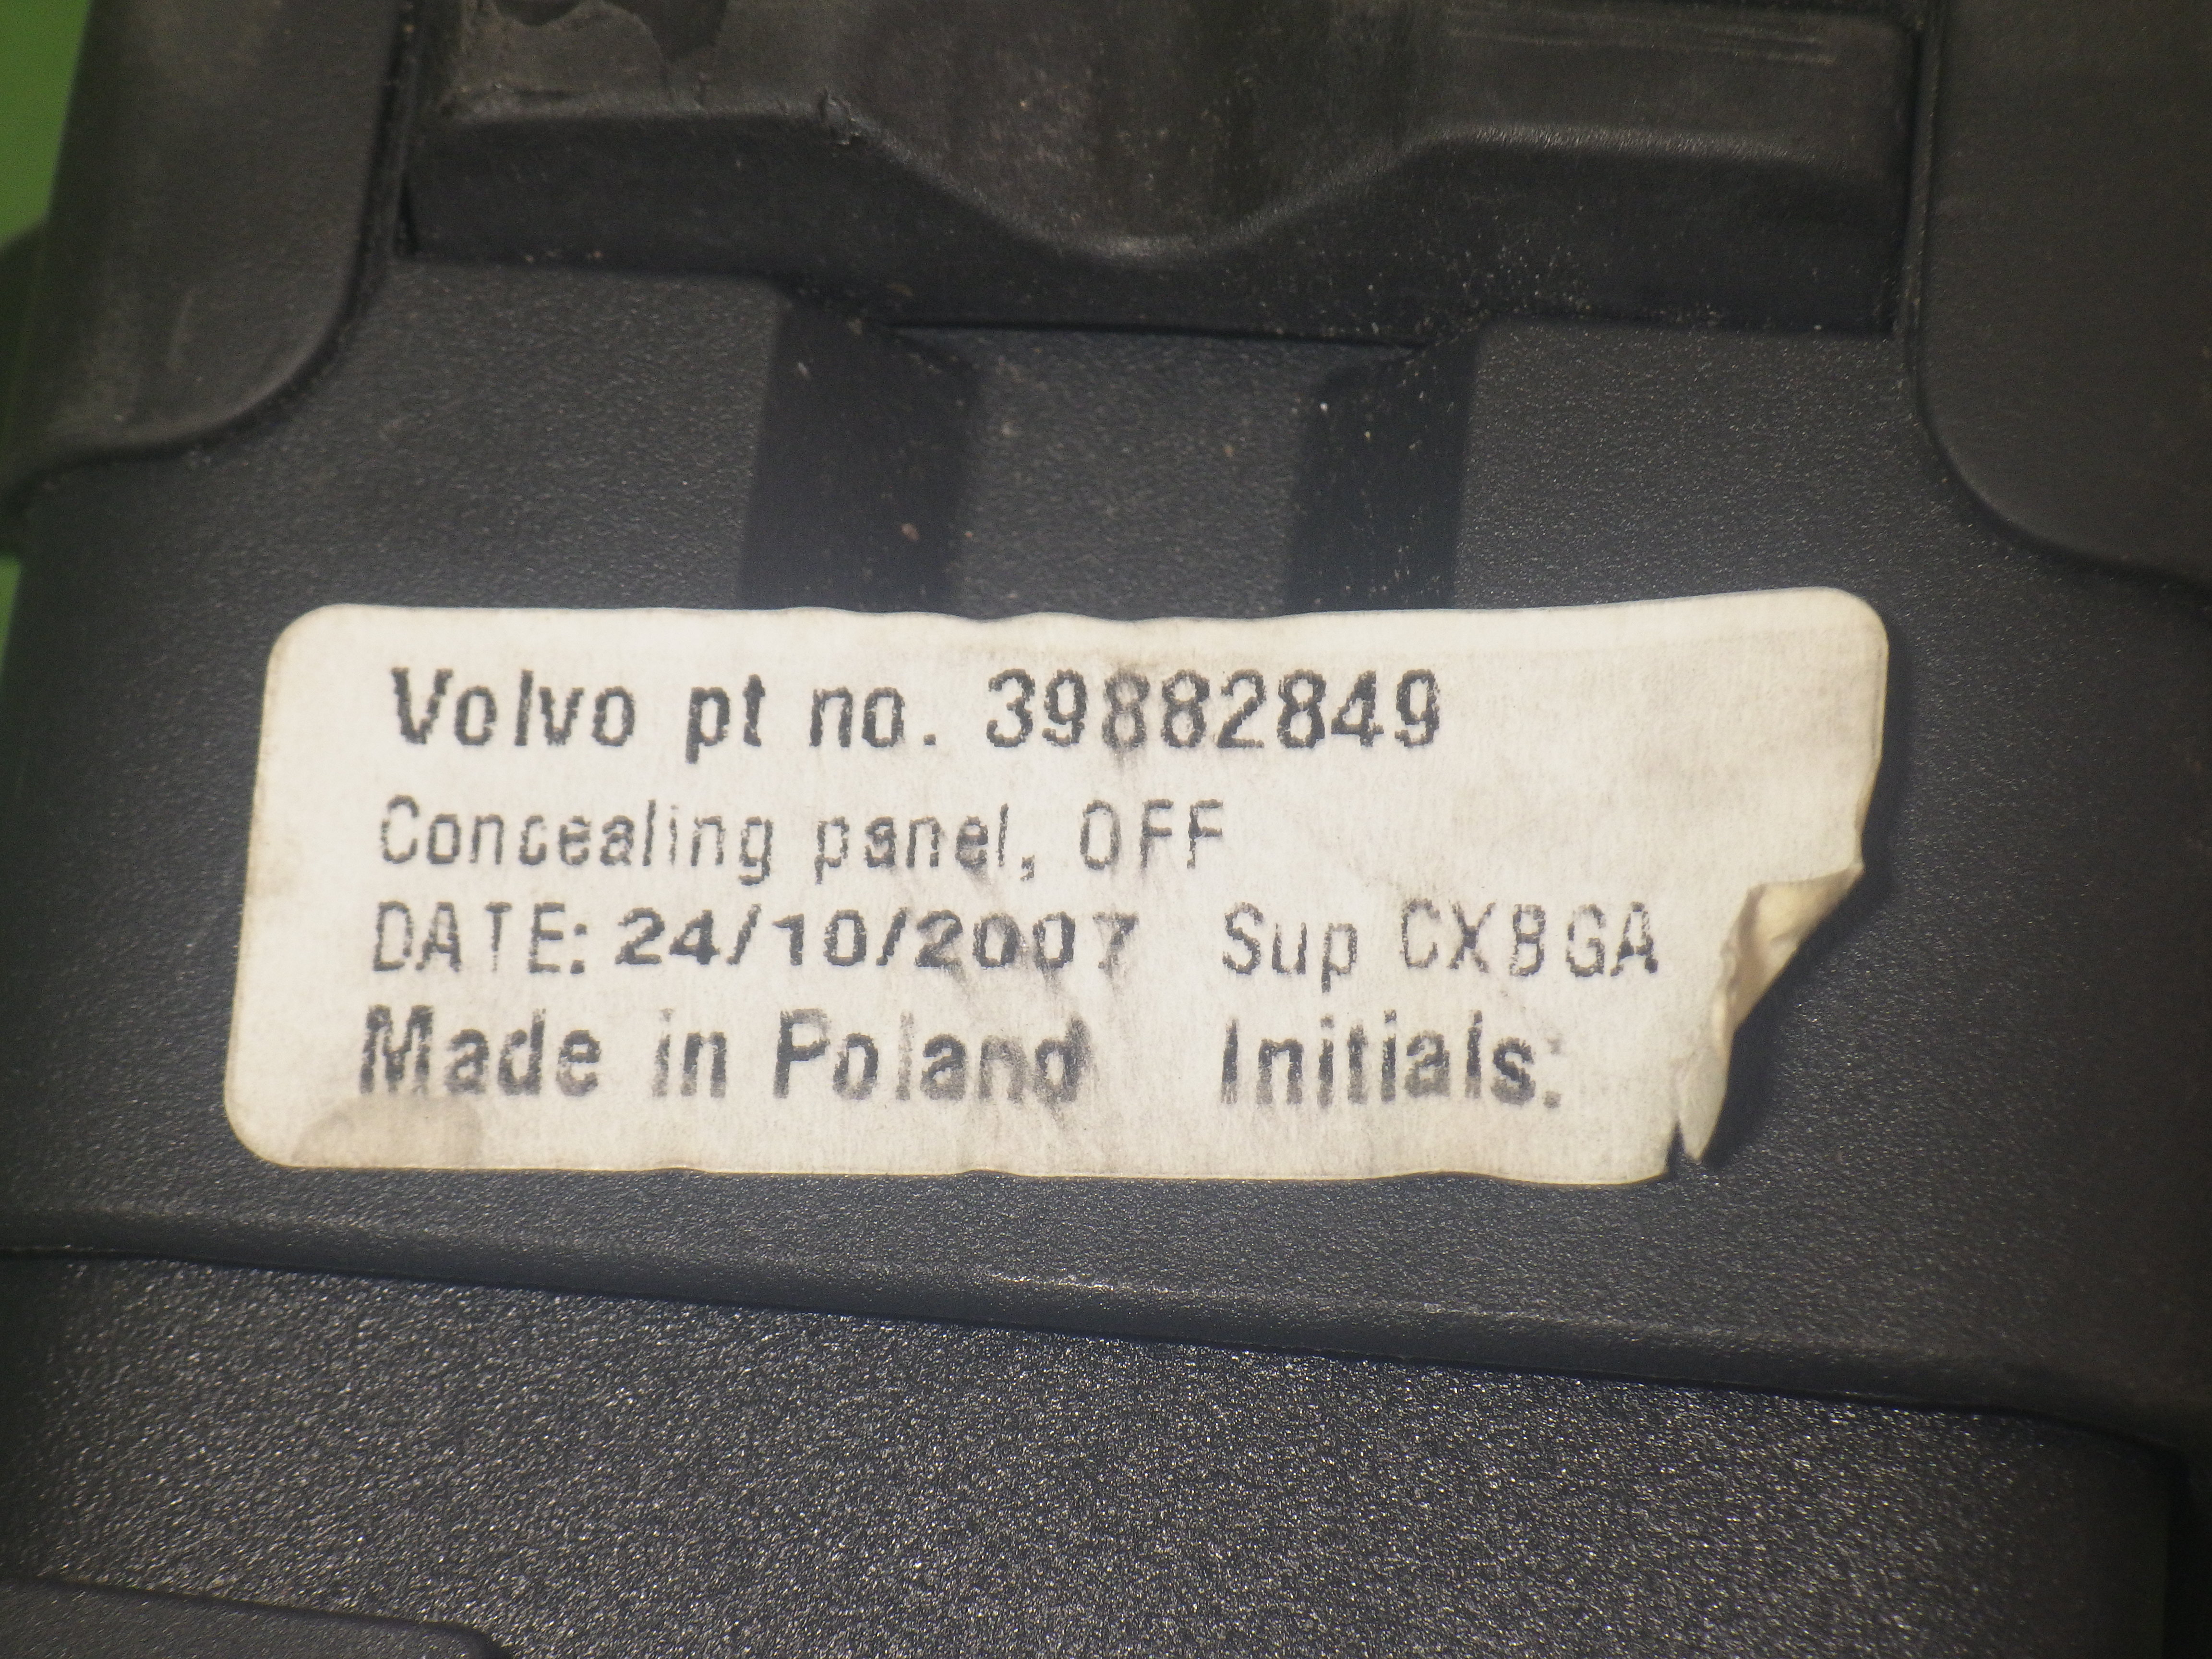 Volvo pt no. 39882849
Concealing panel, OFF
DATE: 24/10/2007 Sup CXBGA
Made in Poland Initials: